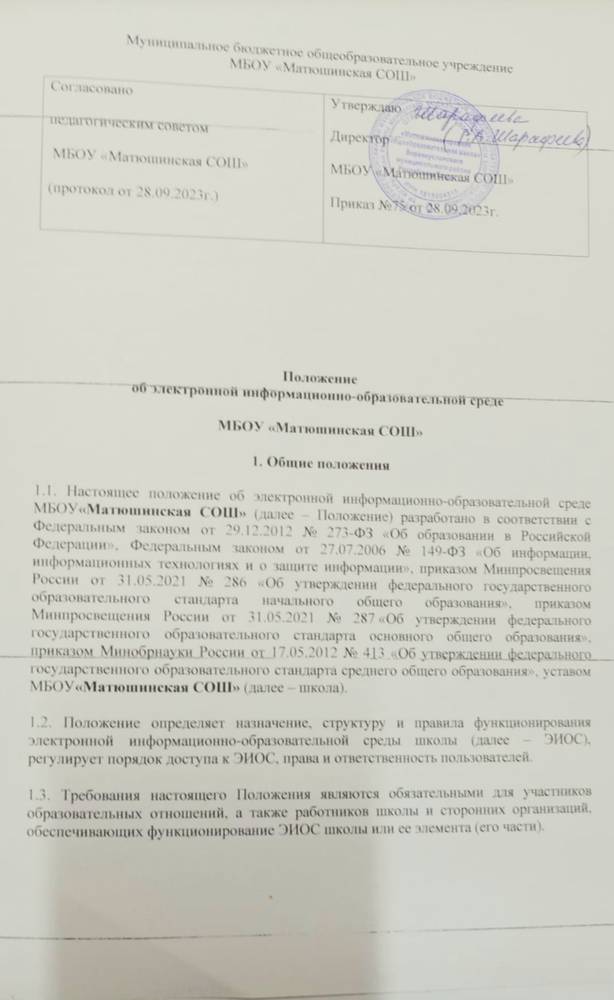 Муниципальное бюджетное общеобразовательное учреждение
МБОУ «Матюшинская СОШ»
Согласовано
педагогическим советом
МБОУ «Матюшинская СОШ»
(протокол от 28.09.2023г.)
Утверждаю Шарафеева
Директор (Г.А. Шарафеева)
МБОУ «Матюшинская СОШ»
Приказ №75 от 28.09.2023г.
«Матюшинская
общеобразовательная школа»
Верхнеуслонского
муниципального района
Положение
об электронной информационно-образовательной среде
МБОУ «Матюшинская СОШ»
1. Общие положения
1.1. Настоящее положение об электронной информационно-образовательной среде
МБОУ«Матюшинская СОШ» (далее – Положение) разработано в соответствии с
Федеральным законом от 29.12.2012 № 273-ФЗ «Об образовании в Российской
Федерации», Федеральным законом от 27.07.2006 № 149-ФЗ «Об информации,
информационных технологиях и о защите информации», приказом Минпросвещения
России от 31.05.2021 № 286 «Об утверждении федерального государственного
образовательного стандарта начального общего образования», приказом
Минпросвещения России от 31.05.2021 № 287 «Об утверждении федерального
государственного образовательного стандарта основного общего образования»,
приказом Минобрнауки России от 17.05.2012 № 413 «Об утверждении федерального
государственного образовательного стандарта среднего общего образования», уставом
МБОУ«Матюшинская СОШ» (далее – школа).
1.2. Положение определяет назначение, структуру и правила функционирования
электронной информационно-образовательной среды школы (далее – ЭИОС),
регулирует порядок доступа к ЭИОС, права и ответственность пользователей.
1.3. Требования настоящего Положения являются обязательными для участников
образовательных отношений, а также работников школы и сторонних организаций,
обеспечивающих функционирование ЭИОС школы или ее элемента (его части).